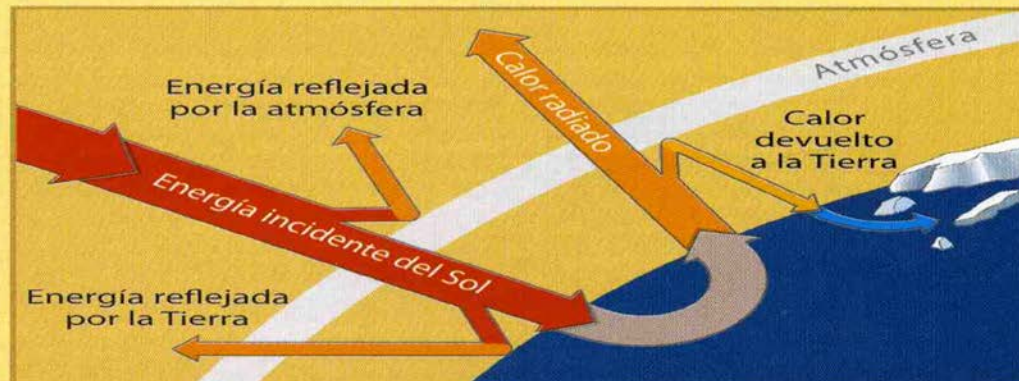 Energía reflejada
por la atmósfera
Calor radiado
Atmósfera
Calor
devuelto
a la Tierra
Energía incidente del Sol
Energía reflejada
por la Tierra